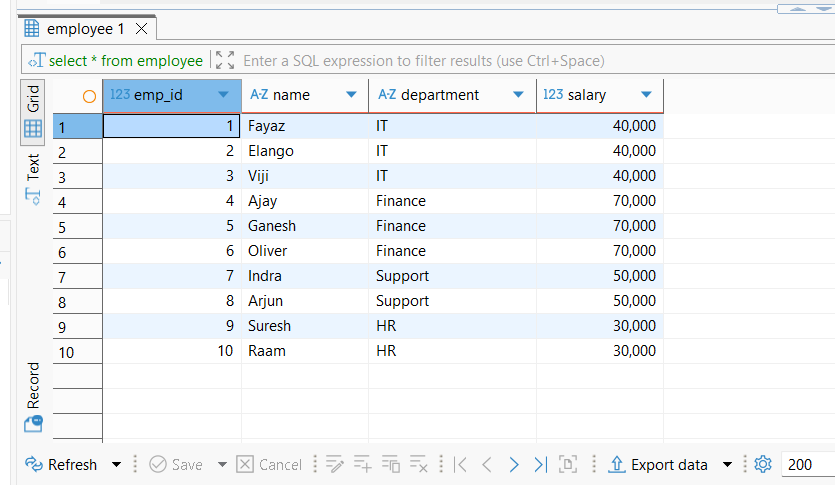 employee 1
select * from employee Enter a SQL expression to filter results (use Ctrl+Space)
Grid
Text
Record
123 emp_id A-Z name A-Z department 123 salary
1 1 Fayaz IT 40,000
2 2 Elango IT 40,000
3 3 Viji IT 40,000
4 4 Ajay Finance 70,000
5 5 Ganesh Finance 70,000
6 6 Oliver Finance 70,000
7 7 Indra Support 50,000
8 8 Arjun Support 50,000
9 9 Suresh HR 30,000
10 10 Raam HR 30,000
Refresh Save Cancel Export data 200